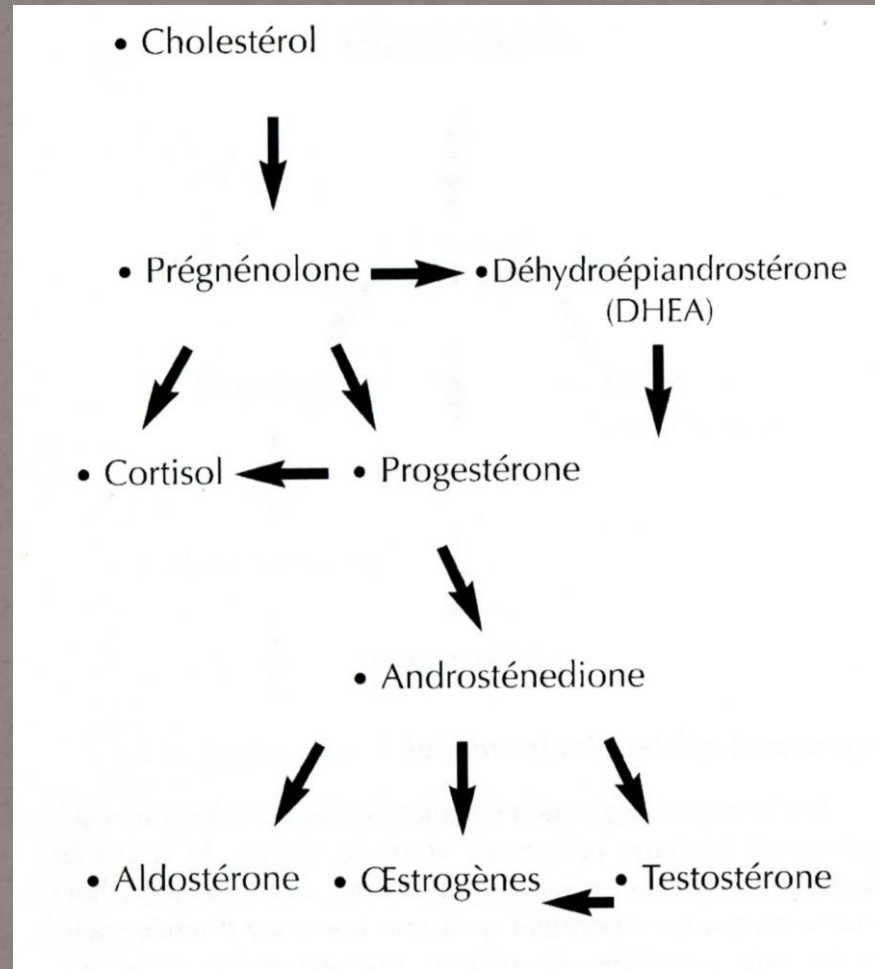 • Cholestérol
• Prégnénolone
• Déhydroépiandrostérone
(DHEA)
• Cortisol
• Progestérone
• Androsténedione
• Aldostérone
• Œstrogènes
• Testostérone